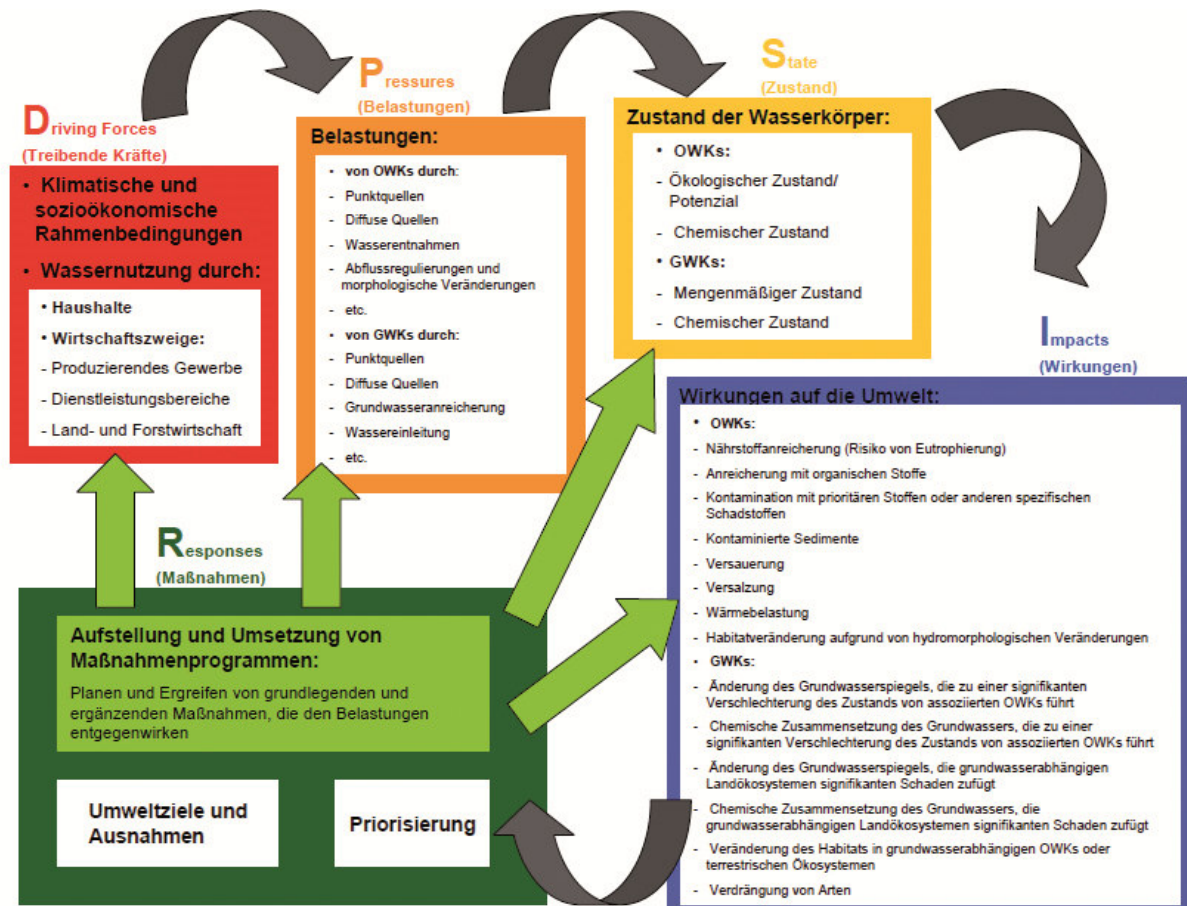 Driving Forces
(Treibende Kräfte)
• Klimatische und
sozioökonomische
Rahmenbedingungen
• Wassernutzung durch:
• Haushalte
• Wirtschaftszweige:
- Produzierendes Gewerbe
- Dienstleistungsbereiche
- Land- und Forstwirtschaft
Pressures
(Belastungen)
Belastungen:
• von OWKs durch:
- Punktquellen
- Diffuse Quellen
- Wasserentnahmen
- Abflussregulierungen und
morphologische Veränderungen
- etc.
• von GWKs durch:
- Punktquellen
- Diffuse Quellen
- Grundwasseranreicherung
- Wassereinleitung
- etc.
State
(Zustand)
Zustand der Wasserkörper:
• OWKs:
- Ökologischer Zustand/
Potenzial
- Chemischer Zustand
• GWKs:
- Mengenmäßiger Zustand
- Chemischer Zustand
Impacts
(Wirkungen)
Wirkungen auf die Umwelt:
• OWKs:
- Nährstoffanreicherung (Risiko von Eutrophierung)
- Anreicherung mit organischen Stoffe
- Kontamination mit prioritären Stoffen oder anderen spezifischen
Schadstoffen
- Kontaminierte Sedimente
- Versauerung
- Versalzung
- Wärmebelastung
- Habitatveränderung aufgrund von hydromorphologischen Veränderungen
• GWKs:
- Änderung des Grundwasserspiegels, die zu einer signifikanten
Verschlechterung des Zustands von assoziierten OWKs führt
- Chemische Zusammensetzung des Grundwassers, die zu einer
signifikanten Verschlechterung des Zustands von assoziierten OWKs führt
- Änderung des Grundwasserspiegels, die grundwasserabhängigen
Landökosystemen signifikanten Schaden zufügt
- Chemische Zusammensetzung des Grundwassers, die
grundwasserabhängigen Landökosystemen signifikanten Schaden zufügt
- Veränderung des Habitats in grundwasserabhängigen OWKs oder
terrestrischen Ökosystemen
- Verdrängung von Arten
Responses
(Maßnahmen)
Aufstellung und Umsetzung von
Maßnahmenprogrammen:
Planen und Ergreifen von grundlegenden und
ergänzenden Maßnahmen, die den Belastungen
entgegenwirken
Umweltziele und
Ausnahmen
Priorisierung